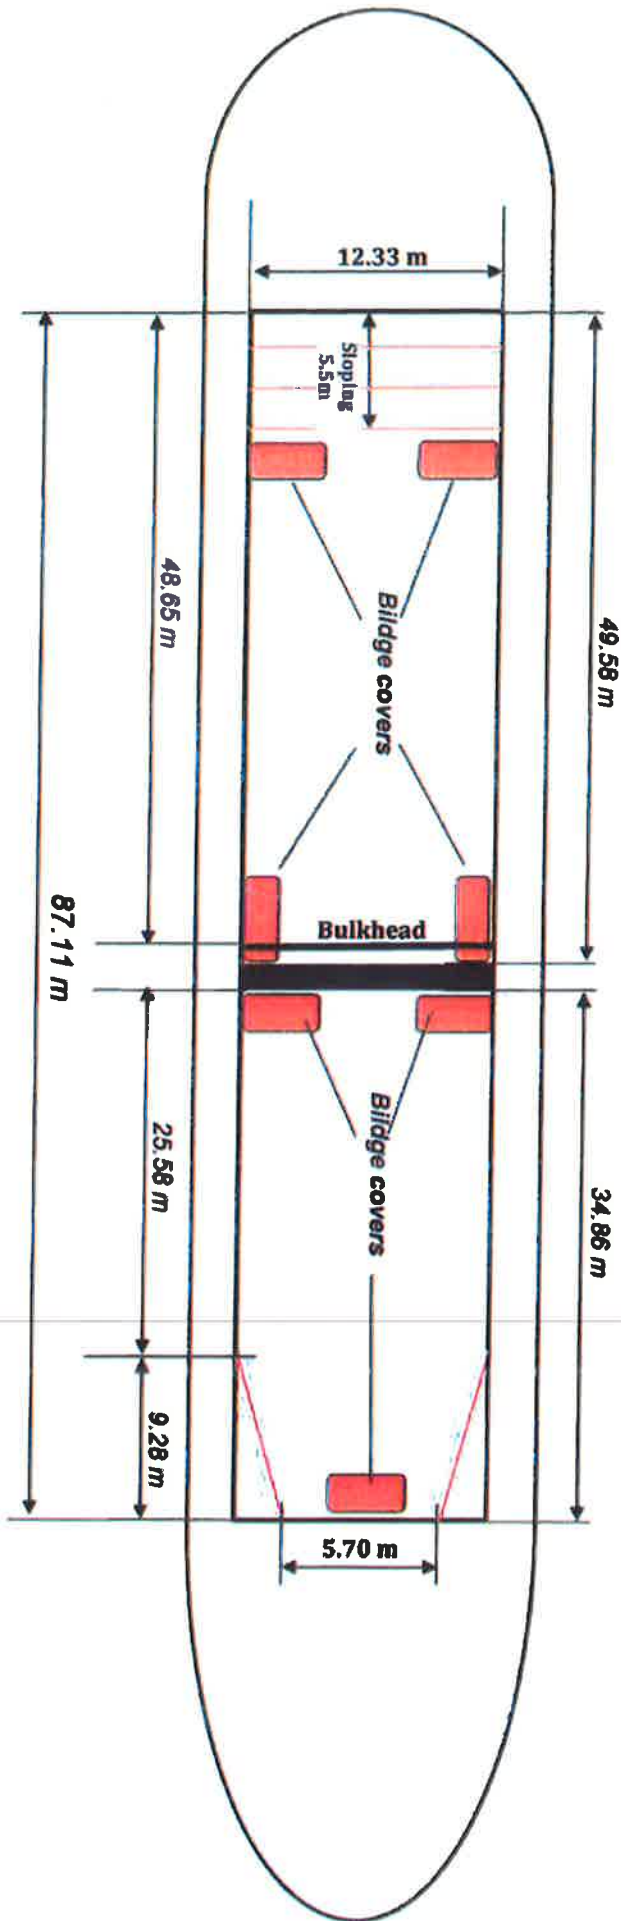 12.33 m
Sloping
5.5m
49.58 m
48.65 m
Bildge covers
87.11 m
Bulkhead
34.86 m
25.58 m
Bildge covers
9.28 m
5.70 m